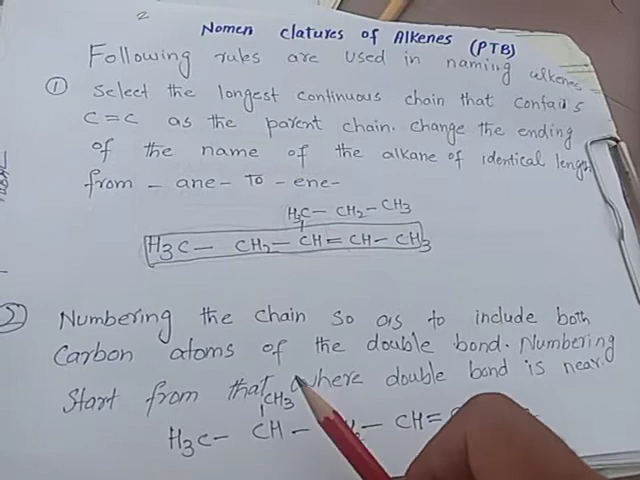 2
Nomen clatures of Alkenes (PTB)
Following rules are used in naming alkenes
① Select the longest continuous chain that contains
C=C as the parent chain. Change the ending
of the name of the alkane of identical length
from - ane - To - ene -
H3C - CH2 - CH3
H3C - CH2 - CH = CH - CH3
② Numbering the chain so as to include both
Carbon atoms of the double bond. Numbering
Start from that where double bond is near.
CH3
H3C - CH - - CH=